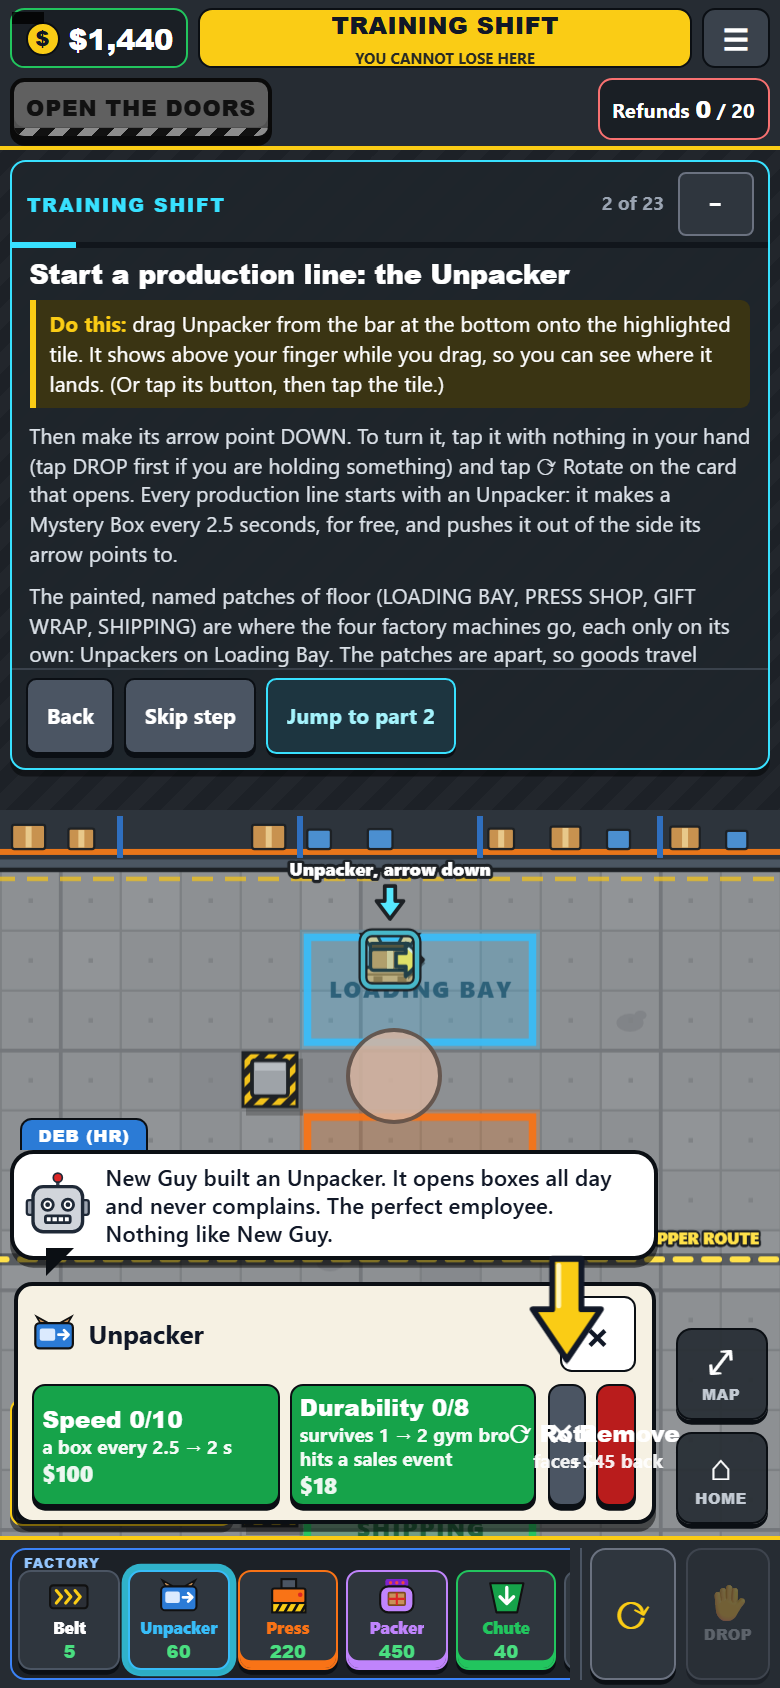 $1,440
TRAINING SHIFT
YOU CANNOT LOSE HERE
OPEN THE DOORS
Refunds 0 / 20
TRAINING SHIFT
2 of 23
Start a production line: the Unpacker
Do this: drag Unpacker from the bar at the bottom onto the highlighted
tile. It shows above your finger while you drag, so you can see where it
lands. (Or tap its button, then tap the tile.)
Then make its arrow point DOWN. To turn it, tap it with nothing in your hand
(tap DROP first if you are holding something) and tap ⟳ Rotate on the card
that opens. Every production line starts with an Unpacker: it makes a
Mystery Box every 2.5 seconds, for free, and pushes it out of the side its
arrow points to.
The painted, named patches of floor (LOADING BAY, PRESS SHOP, GIFT
WRAP, SHIPPING) are where the four factory machines go, each only on its
own: Unpackers on Loading Bay. The patches are apart, so goods travel
Back
Skip step
Jump to part 2
Unpacker, arrow down
LOADING BAY
DEB (HR)
New Guy built an Unpacker. It opens boxes all day
and never complains. The perfect employee.
Nothing like New Guy.
PPER ROUTE
Unpacker
Speed 0/10
a box every 2.5 → 2 s
$100
Durability 0/8
survives 1 → 2 gym bro
hits a sales event
$18
faces
Remove
$45 back
MAP
HOME
SHIPPING
FACTORY
Belt
5
Unpacker
60
Press
220
Packer
450
Chute
40
DROP